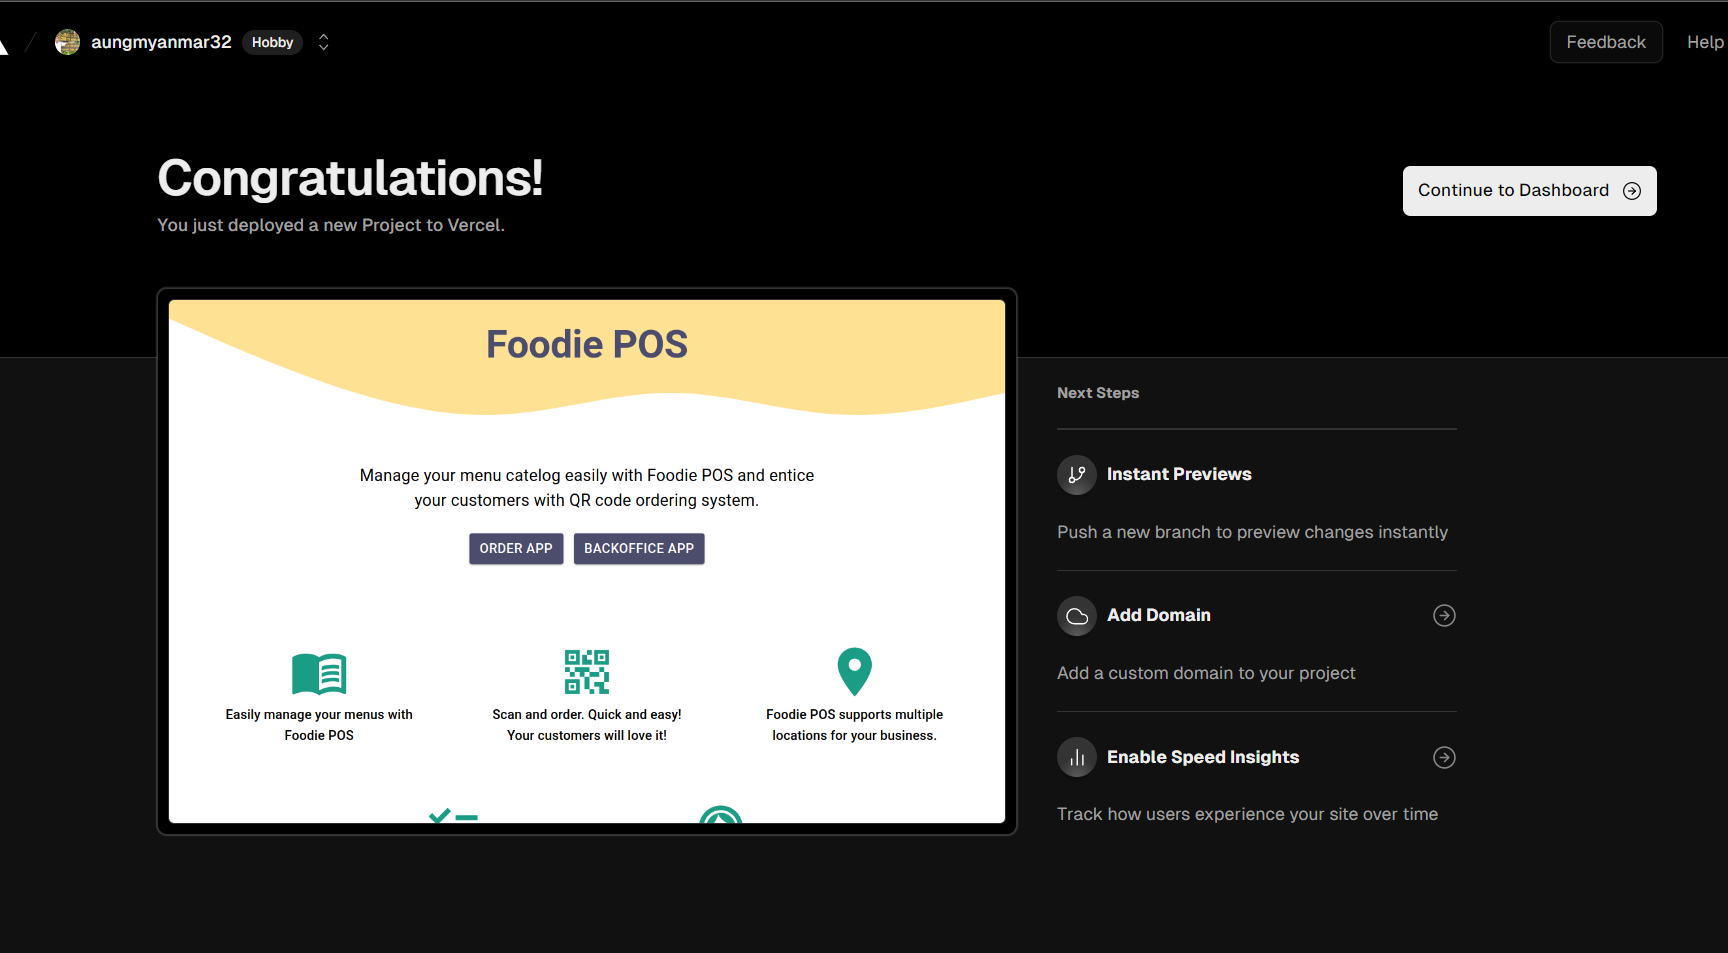 aungmyanmar32 Hobby
Feedback Help
Congratulations!
You just deployed a new Project to Vercel.
Continue to Dashboard
Foodie POS
Manage your menu catelog easily with Foodie POS and entice
your customers with QR code ordering system.
ORDER APP BACKOFFICE APP
Easily manage your menus with
Foodie POS
Scan and order. Quick and easy!
Your customers will love it!
Foodie POS supports multiple
locations for your business.
Next Steps
Instant Previews
Push a new branch to preview changes instantly
Add Domain
Add a custom domain to your project
Enable Speed Insights
Track how users experience your site over time